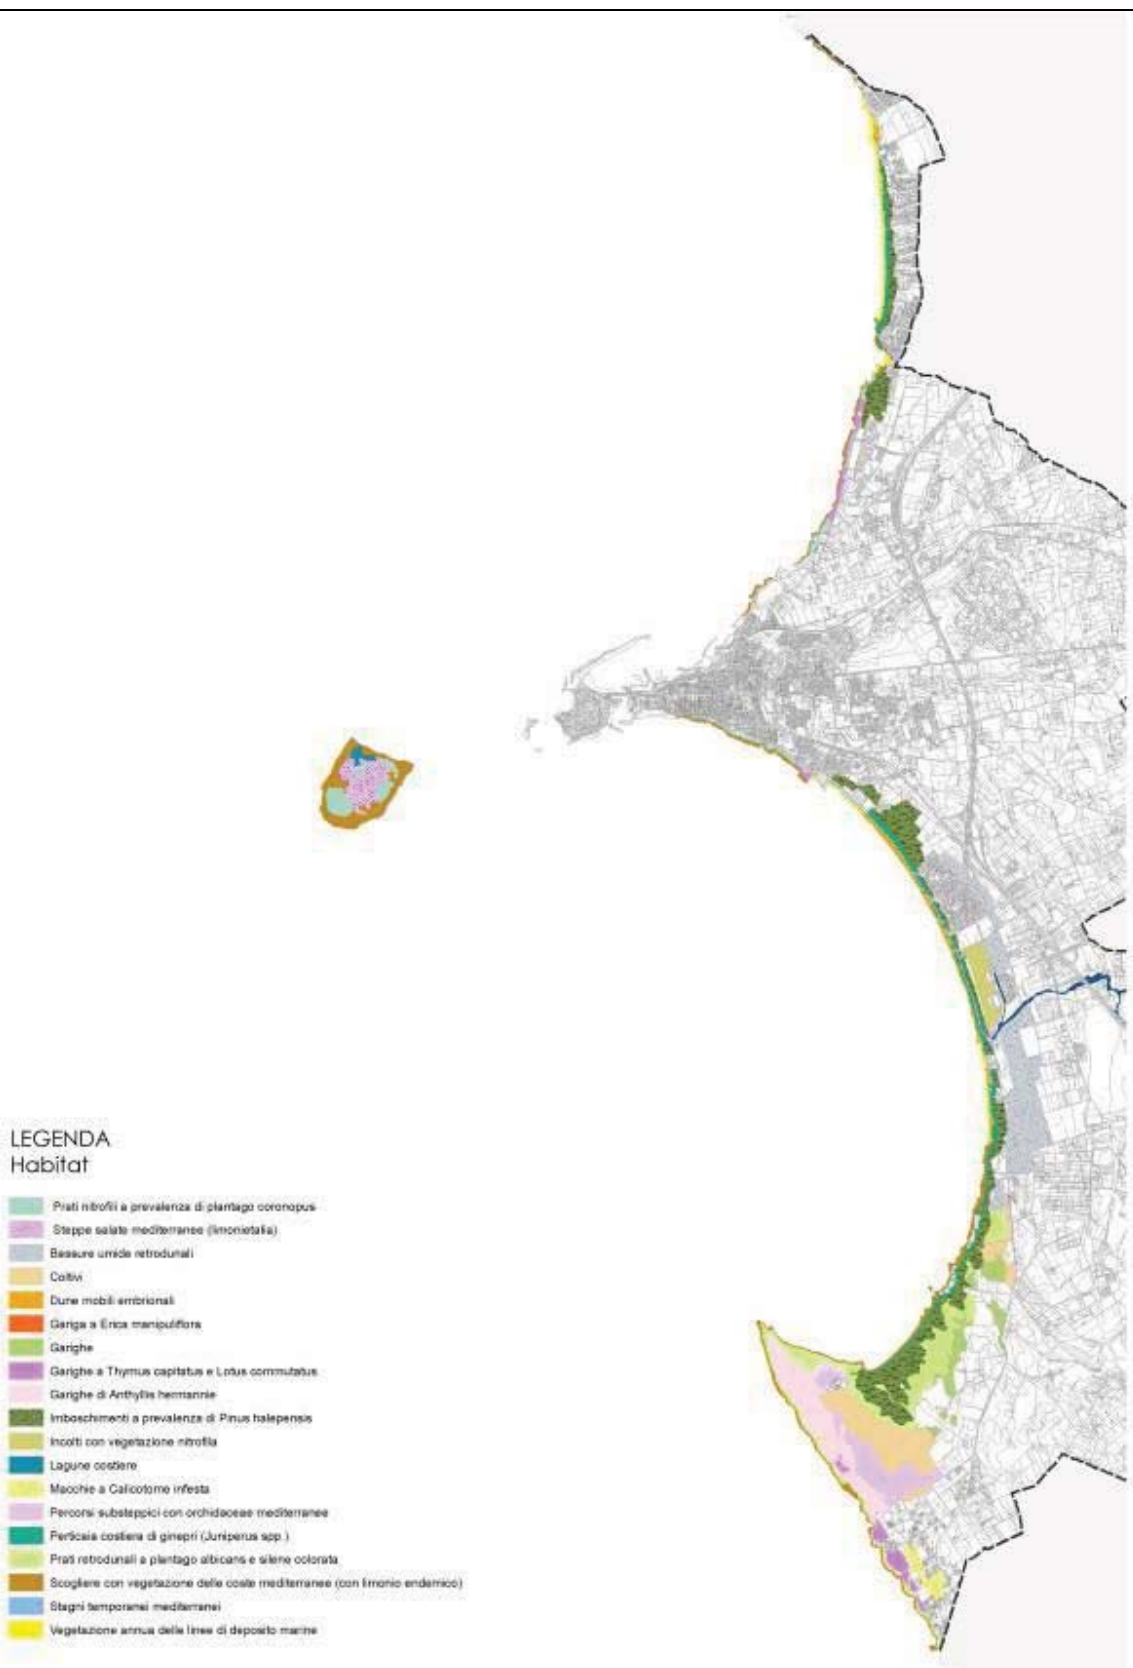 LEGENDA
Habitat
Prati nitrofili a prevalenza di plantago coronopus
Steppe salate mediterranee (limonietalia)
Bassure umide retrodunali
Coltivi
Dune mobili embrionali
Gariga a Erica manipuliflora
Garighe
Garighe a Thymus capitatus e Lotus commutatus
Garighe di Anthyllis hermannie
Imboschimenti a prevalenza di Pinus halepensis
Incolti con vegetazione nitrofila
Lagune costiere
Macchie a Calicotome infesta
Percorsi substeppici con orchidaceae mediterranee
Perticaia costiera di ginepri (Juniperus spp.)
Prati retrodunali a plantago albicans e silene colorata
Scogliere con vegetazione delle coste mediterranee (con limonio endemico)
Stagni temporanei mediterranei
Vegetazione annua delle linee di deposito marine